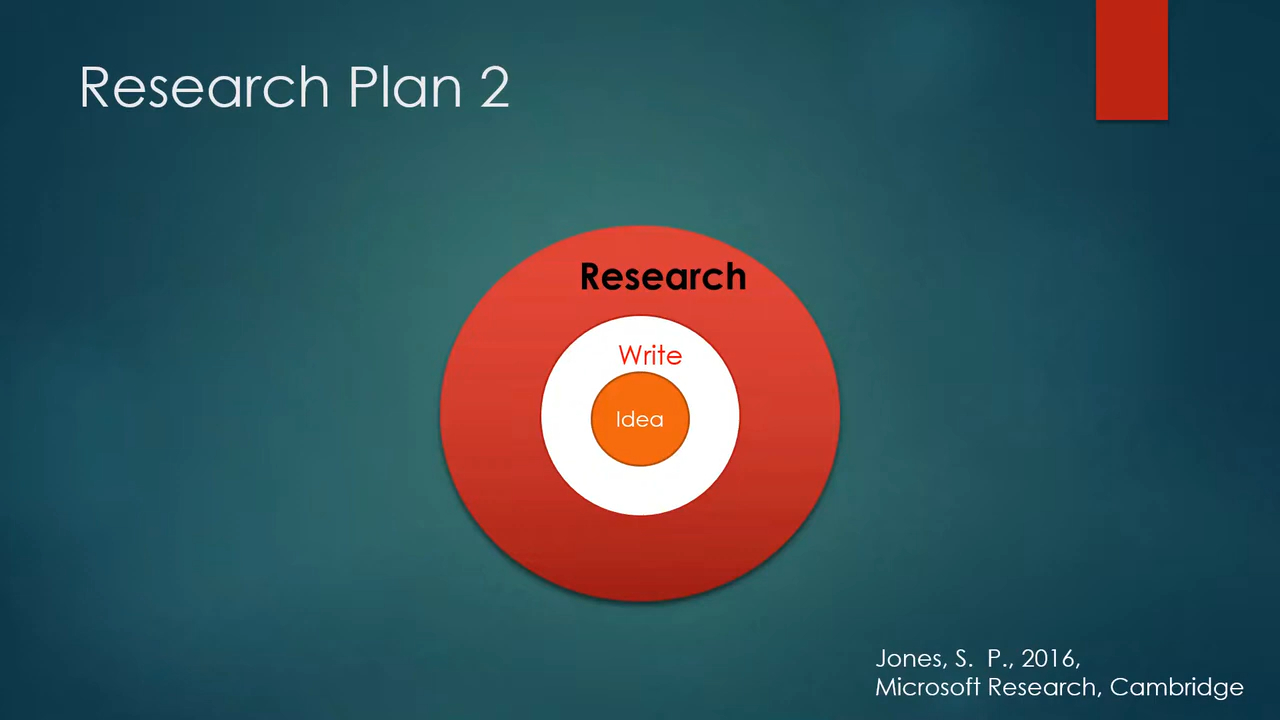 Research Plan 2
Research
Write
Idea
Jones, S. P., 2016,
Microsoft Research, Cambridge